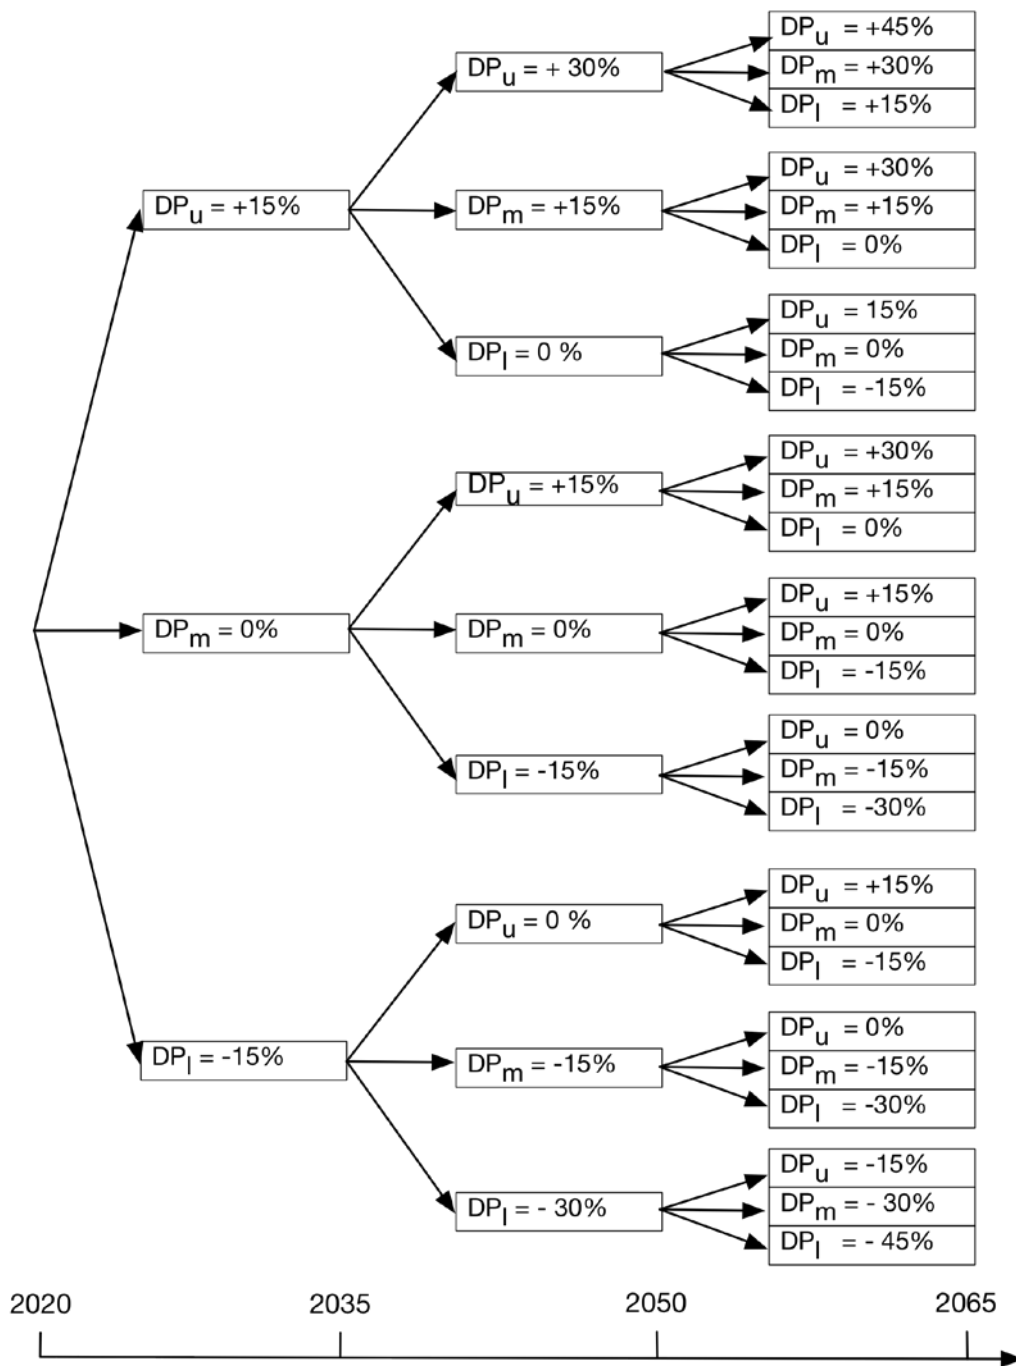 DPu = +45%
DPu = + 30%
DPm = +30%
DPl = +15%
DPu = +30%
DPu = +15%
DPm = +15%
DPm = +15%
DPl = 0%
DPu = 15%
DPl = 0 %
DPm = 0%
DPl = -15%
DPu = +30%
DPu = +15%
DPm = +15%
DPl = 0%
DPu = +15%
DPm = 0%
DPm = 0%
DPm = 0%
DPl = -15%
DPu = 0%
DPl = -15%
DPm = -15%
DPl = -30%
DPu = +15%
DPu = 0 %
DPm = 0%
DPl = -15%
DPu = 0%
DPl = -15%
DPm = -15%
DPm = -15%
DPl = -30%
DPu = -15%
DPl = - 30%
DPm = - 30%
DPl = - 45%
2020 2035 2050 2065